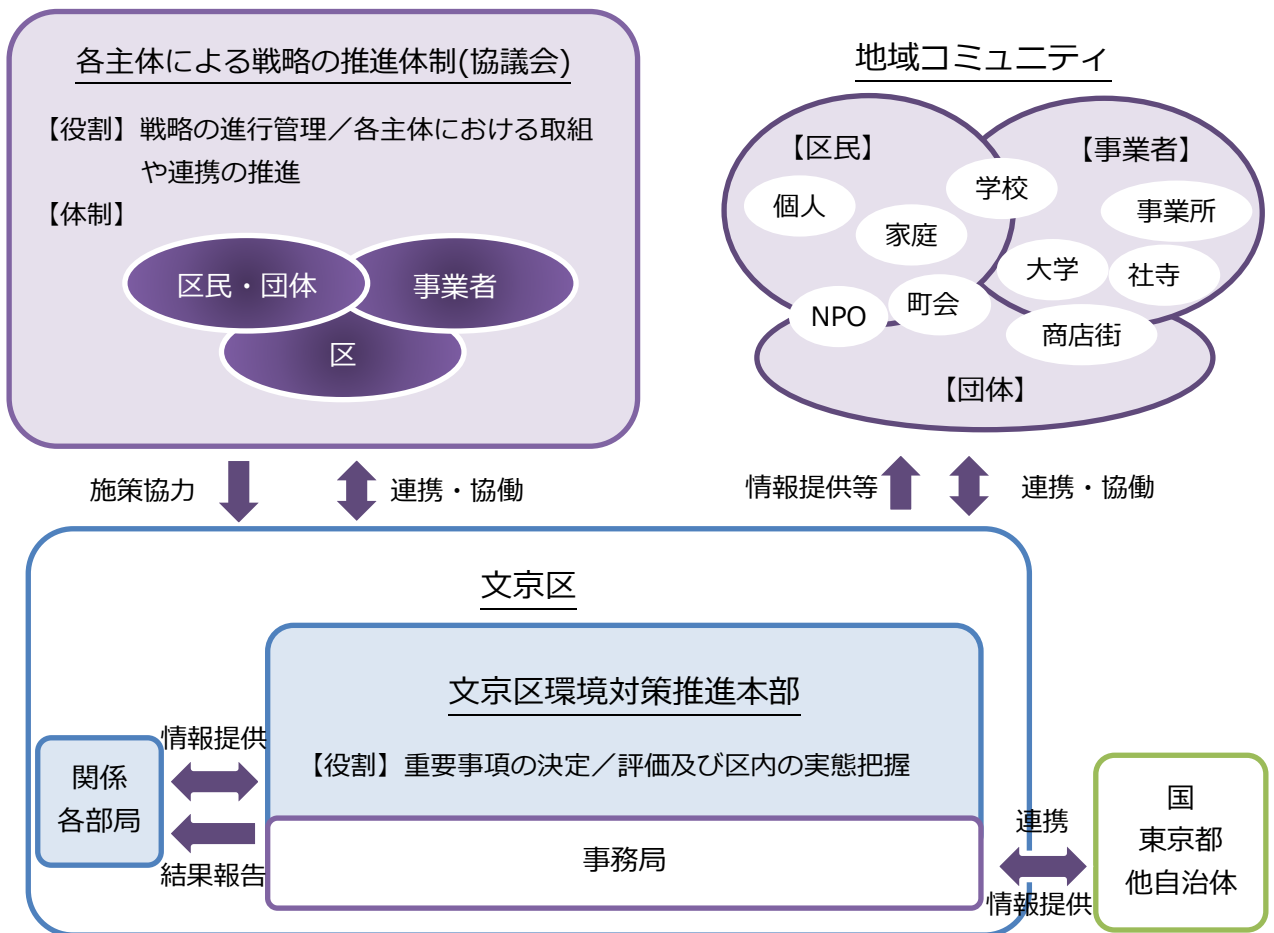 各主体による戦略の推進体制(協議会)
【役割】戦略の進行管理／各主体における取組
や連携の推進
【体制】
区民・団体
事業者
区
地域コミュニティ
【区民】
【事業者】
学校
個人
事業所
家庭
大学
社寺
NPO
町会
商店街
【団体】
施策協力
連携・協働
情報提供等
連携・協働
文京区
文京区環境対策推進本部
【役割】重要事項の決定／評価及び区内の実態把握
事務局
情報提供
関係
各部局
結果報告
連携
情報提供
国
東京都
他自治体